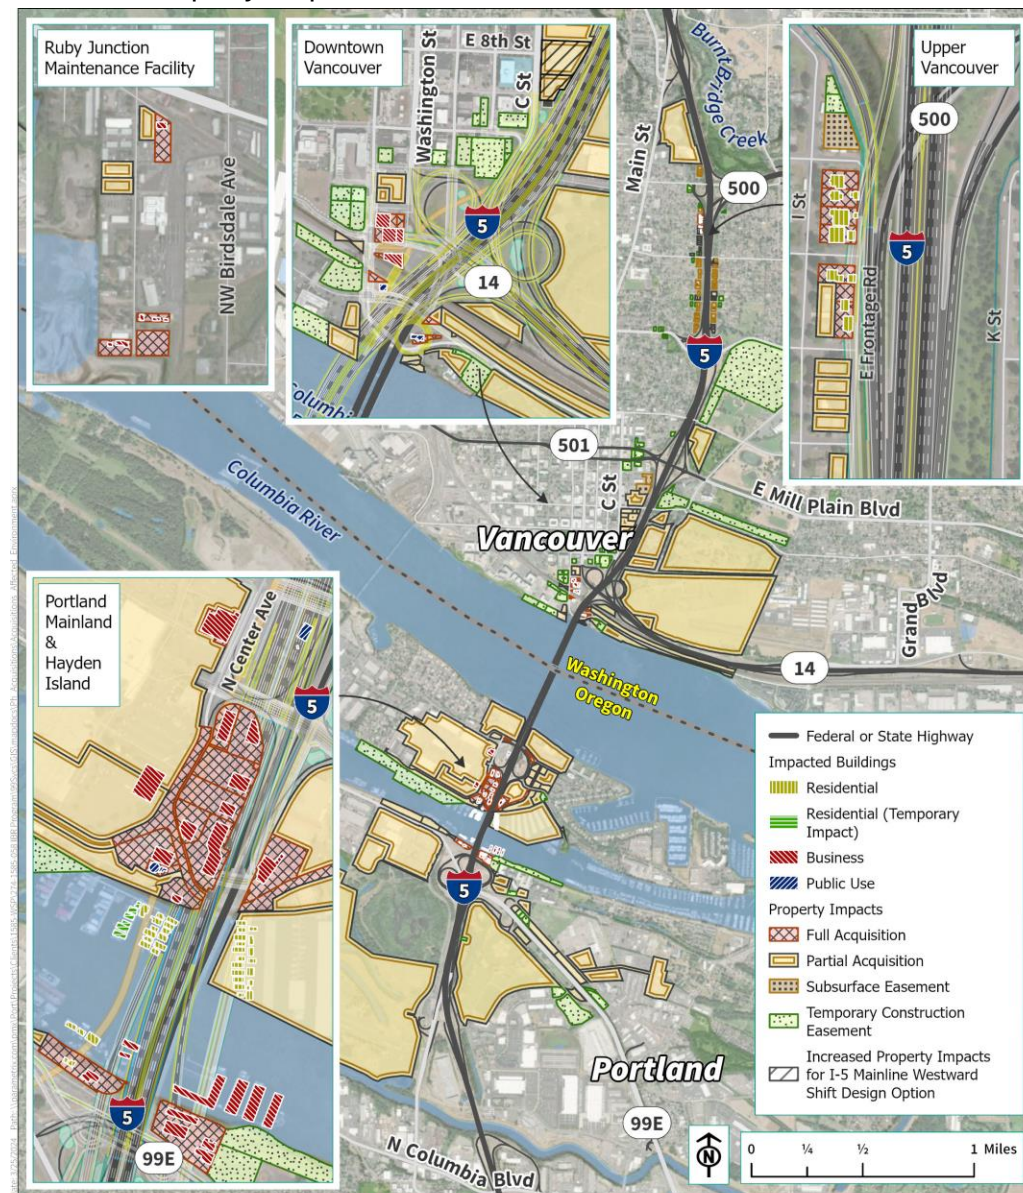 Ruby Junction
Maintenance Facility
NW Birdsdale Ave
Downtown
Vancouver
Washington St
E 8th St
C St
5
14
Columbia
Burnt Bridge Creek
Main St
500
5
501
C St
E Mill Plain Blvd
Upper
Vancouver
500
I St
5
E Frontage Rd
K St
Columbia River
Vancouver
Grand Blvd
14
Washington
Oregon
Portland
Mainland
&
Hayden
Island
N Center Ave
5
5
99E
5
Portland
99E
N Columbia Blvd
Federal or State Highway
Impacted Buildings
Residential
Residential (Temporary
Impact)
Business
Public Use
Property Impacts
Full Acquisition
Partial Acquisition
Subsurface Easement
Temporary Construction
Easement
Increased Property Impacts
for I-5 Mainline Westward
Shift Design Option
N
0 ¼ ½ 1 Miles